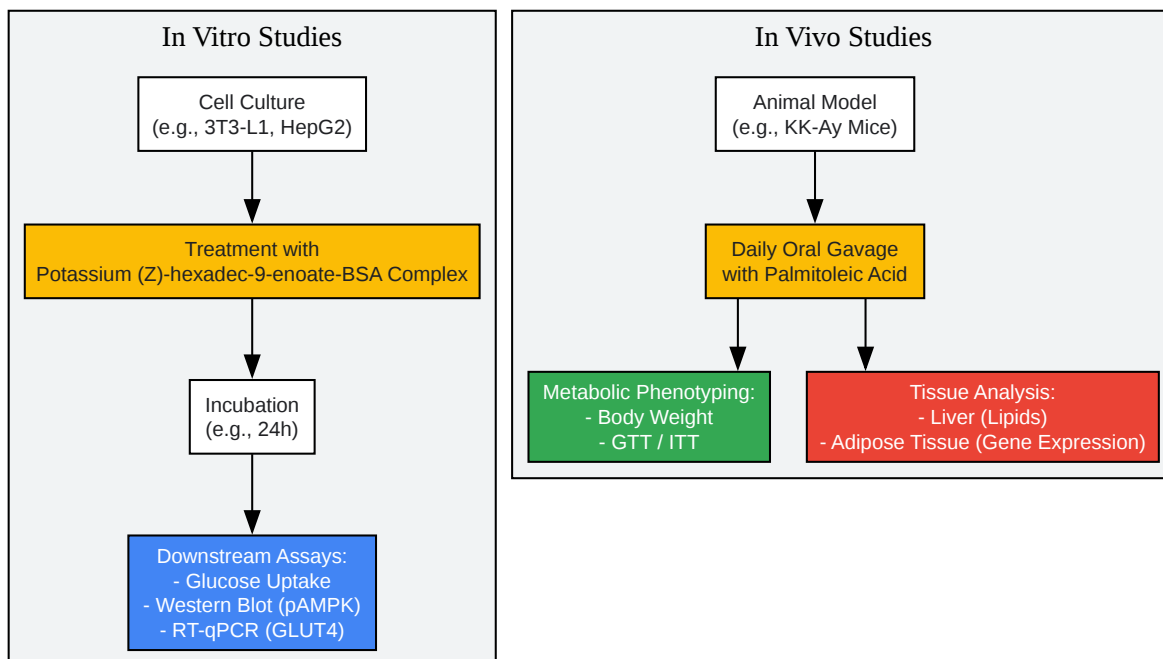 In Vitro Studies
Cell Culture
(e.g., 3T3-L1, HepG2)
Treatment with
Potassium (Z)-hexadec-9-enoate-BSA Complex
Incubation
(e.g., 24h)
Downstream Assays:
- Glucose Uptake
- Western Blot (pAMPK)
- RT-qPCR (GLUT4)
In Vivo Studies
Animal Model
(e.g., KK-Ay Mice)
Daily Oral Gavage
with Palmitoleic Acid
Metabolic Phenotyping:
- Body Weight
- GTT / ITT
Tissue Analysis:
- Liver (Lipids)
- Adipose Tissue (Gene Expression)